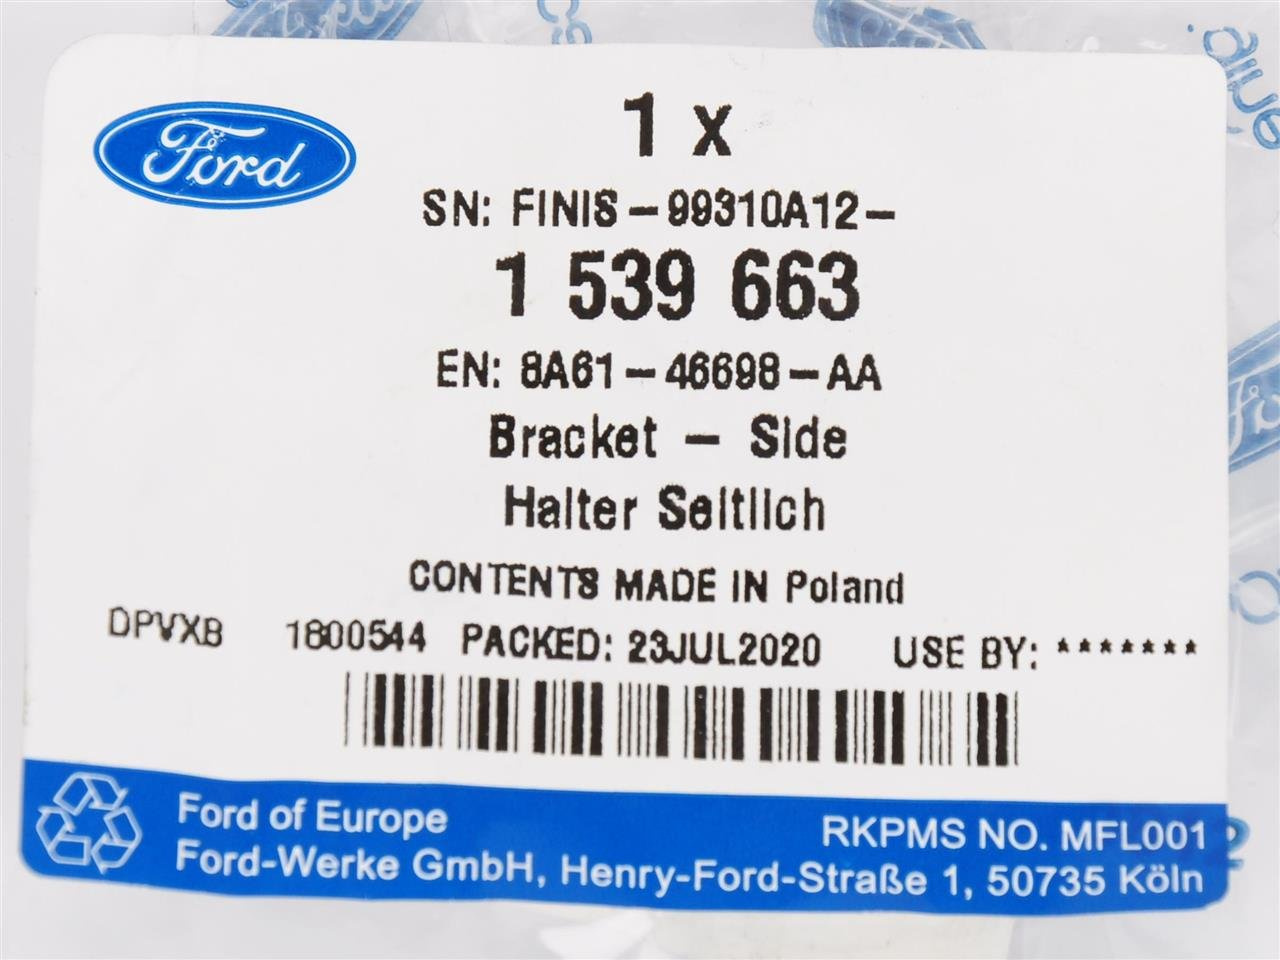 Ford
1 x
SN: FINIS-99310A12-
1 539 663
EN: 8A61-46698-AA
Bracket - Side
Halter Seitlich
CONTENTS MADE IN Poland
DPVXB 1800544 PACKED: 23JUL2020 USE BY: *******
Ford of Europe RKPMS NO. MFL001
Ford-Werke GmbH, Henry-Ford-Straße 1, 50735 Köln